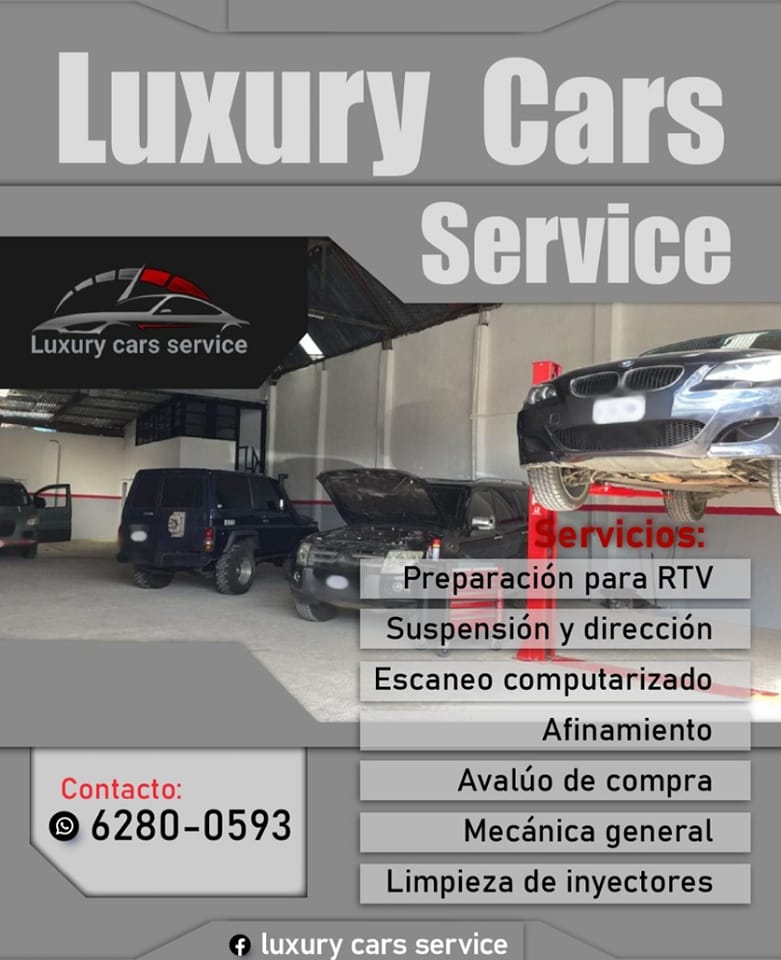 Luxury Cars
Service
Luxury cars service
Servicios:
Preparación para RTV
Suspensión y dirección
Escaneo computarizado
Afinamiento
Avalúo de compra
Mecánica general
Limpieza de inyectores
Contacto:
6280-0593
luxury cars service